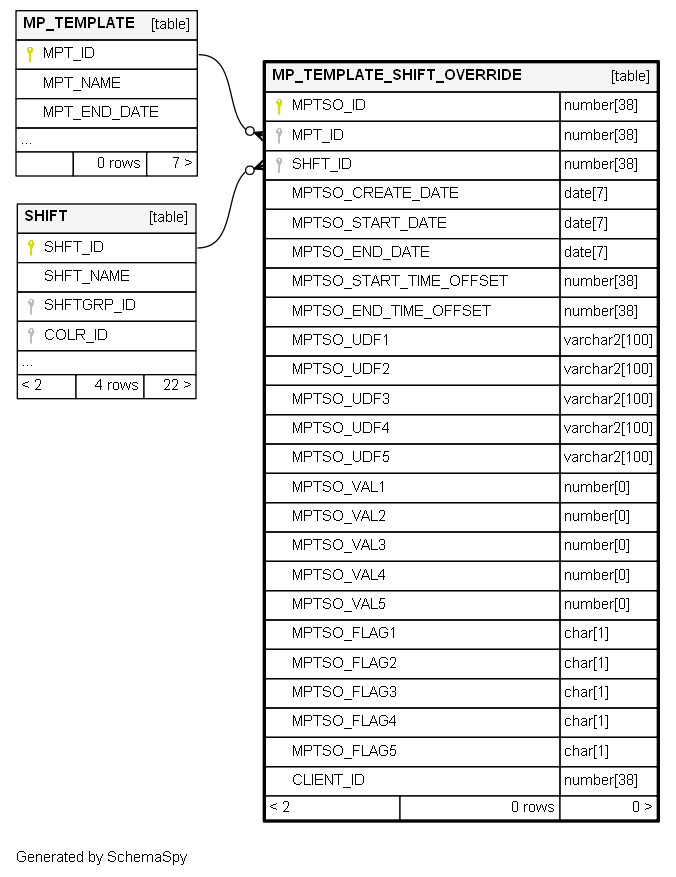 MP_TEMPLATE [table]
MPT_ID
MPT_NAME
MPT_END_DATE
...
0 rows 7 >
SHIFT [table]
SHFT_ID
SHFT_NAME
SHFTGRP_ID
COLR_ID
...
< 2 4 rows 22 >
MP_TEMPLATE_SHIFT_OVERRIDE [table]
MPTSO_ID number[38]
MPT_ID number[38]
SHFT_ID number[38]
MPTSO_CREATE_DATE date[7]
MPTSO_START_DATE date[7]
MPTSO_END_DATE date[7]
MPTSO_START_TIME_OFFSET number[38]
MPTSO_END_TIME_OFFSET number[38]
MPTSO_UDF1 varchar2[100]
MPTSO_UDF2 varchar2[100]
MPTSO_UDF3 varchar2[100]
MPTSO_UDF4 varchar2[100]
MPTSO_UDF5 varchar2[100]
MPTSO_VAL1 number[0]
MPTSO_VAL2 number[0]
MPTSO_VAL3 number[0]
MPTSO_VAL4 number[0]
MPTSO_VAL5 number[0]
MPTSO_FLAG1 char[1]
MPTSO_FLAG2 char[1]
MPTSO_FLAG3 char[1]
MPTSO_FLAG4 char[1]
MPTSO_FLAG5 char[1]
CLIENT_ID number[38]
< 2 0 rows 0 >
Generated by SchemaSpy